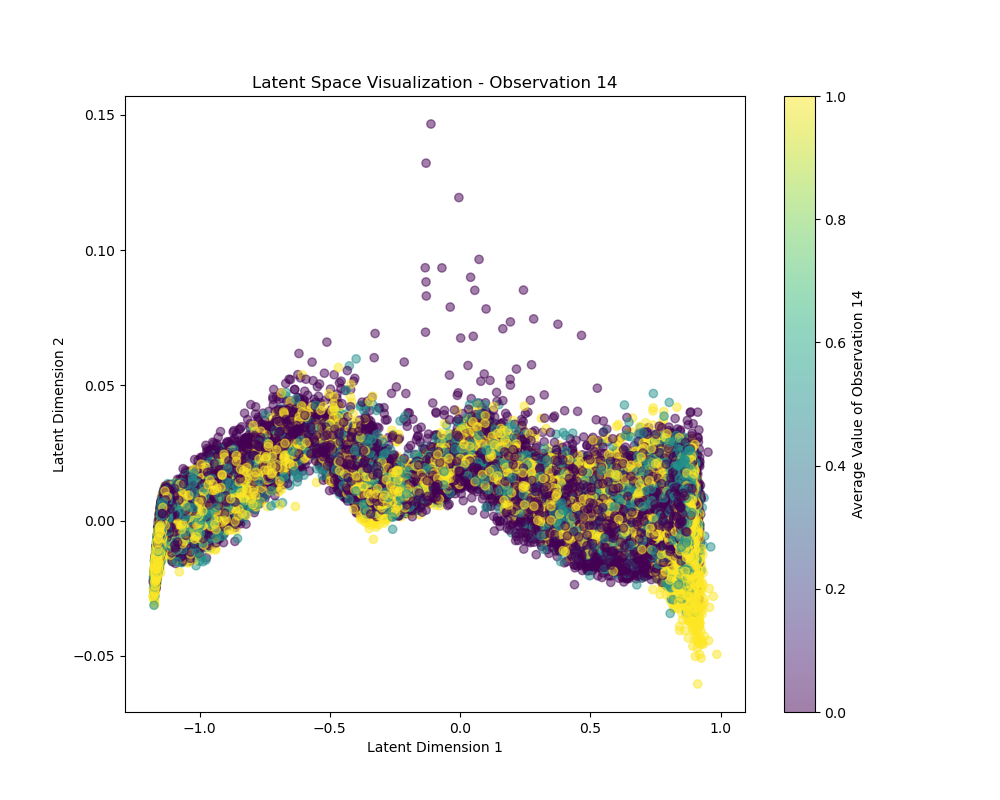 Latent Space Visualization - Observation 14
0.15
0.10
0.05
0.00
−0.05
Latent Dimension 2
−1.0 −0.5 0.0 0.5 1.0
Latent Dimension 1
1.0
0.8
0.6
0.4
0.2
0.0
Average Value of Observation 14